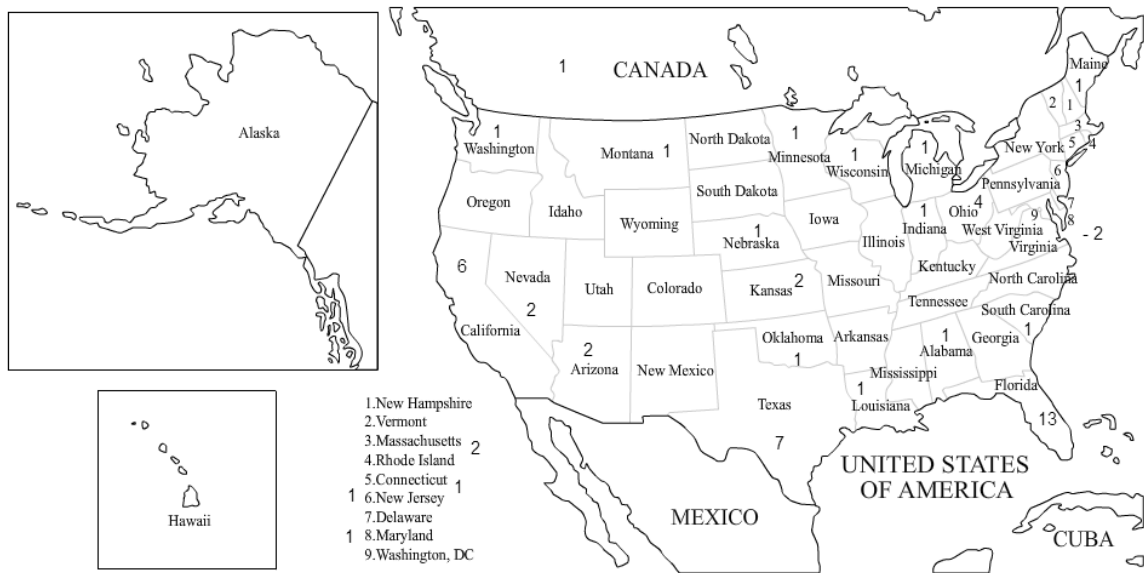 1
CANADA
Maine
1
2
1
3
4
5
6
7
8
9
- 2
Alaska
1
Washington
Montana 1
North Dakota
1
Minnesota
1
Wisconsin
1
Michigan
New York
Pennsylvania
Oregon
Idaho
Wyoming
South Dakota
Iowa
Illinois
1
Indiana
4
Ohio
West Virginia
Virginia
1
Nebraska
6
California
Nevada
2
Utah
Colorado
Kansas 2
Missouri
Kentucky
North Carolina
Tennessee
South Carolina
2
Arizona
New Mexico
Oklahoma
1
Arkansas
Mississippi
1
Alabama
Georgia
1
Florida
13
Texas
7
1
Louisiana
UNITED STATES
OF AMERICA
MEXICO
CUBA
Hawaii
1.New Hampshire
2.Vermont
3.Massachusetts 2
4.Rhode Island
5.Connecticut 1
1 6.New Jersey
7.Delaware
1 8.Maryland
9.Washington, DC